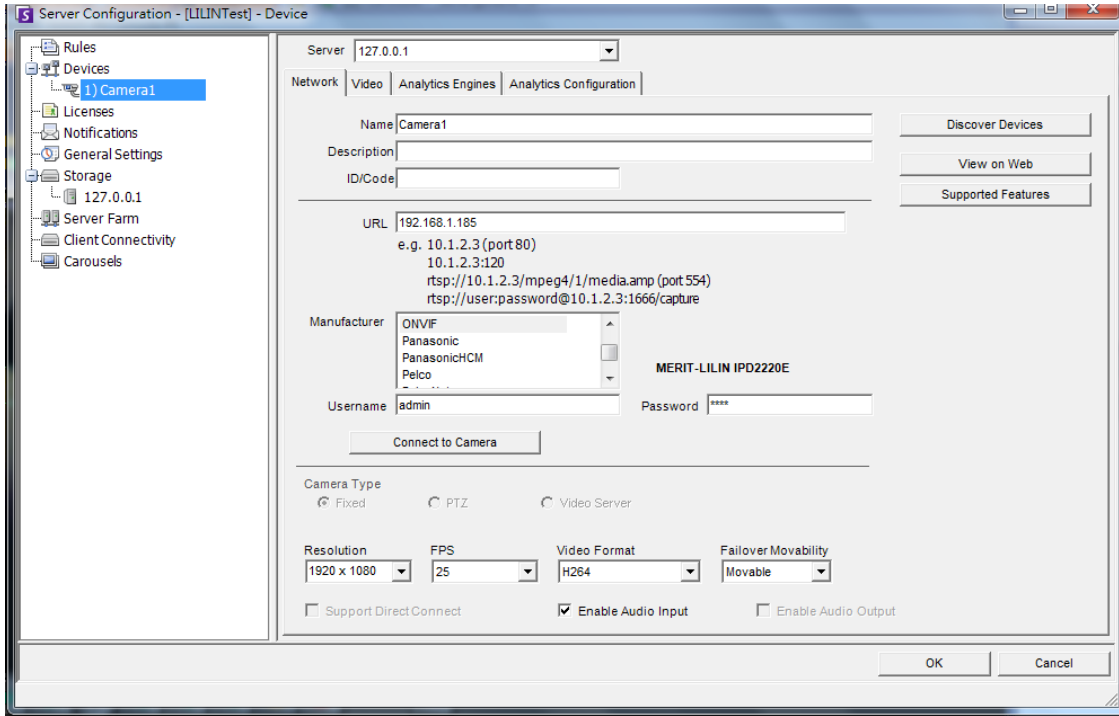 Server Configuration - [LILINTest] - Device
Rules
Devices
1) Camera1
Licenses
Notifications
General Settings
Storage
127.0.0.1
Server Farm
Client Connectivity
Carousels
Server 127.0.0.1
Network Video Analytics Engines Analytics Configuration
Name Camera1
Discover Devices
Description
View on Web
ID/Code
Supported Features
URL 192.168.1.185
e.g. 10.1.2.3 (port 80)
10.1.2.3:120
rtsp://10.1.2.3/mpeg4/1/media.amp (port 554)
rtsp://user:password@10.1.2.3:1666/capture
Manufacturer ONVIF
Panasonic
PanasonicHCM
Pelco
MERIT-LILIN IPD2220E
Username admin Password ****
Connect to Camera
Camera Type
Fixed PTZ Video Server
Resolution FPS Video Format Failover Movability
1920 x 1080 25 H264 Movable
Support Direct Connect Enable Audio Input Enable Audio Output
OK Cancel